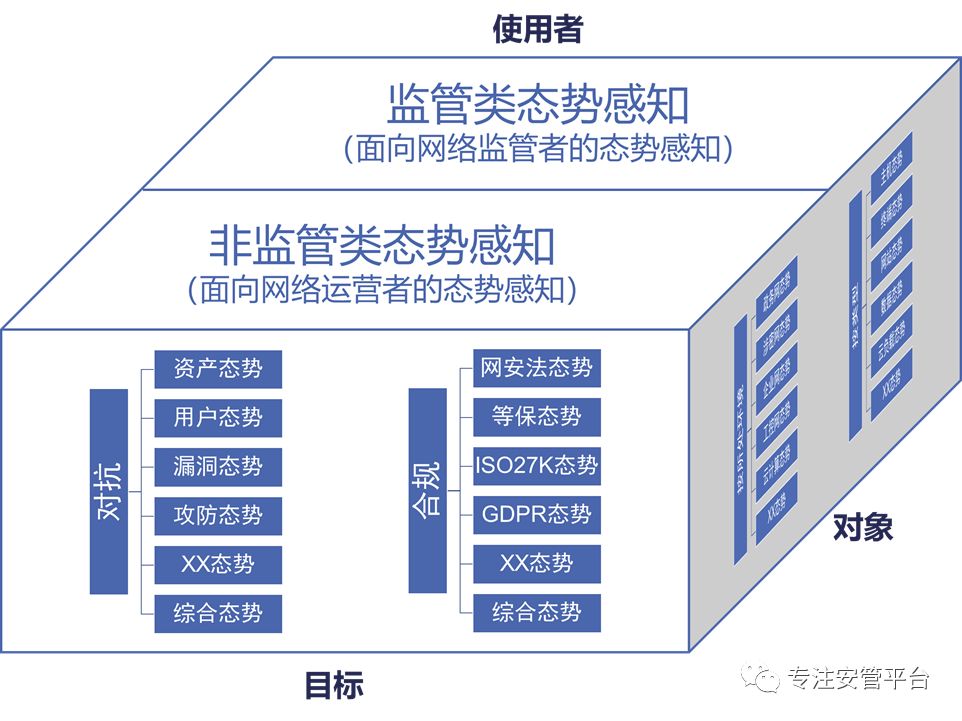 使用者
监管类态势感知
（面向网络监管者的态势感知）
非监管类态势感知
（面向网络运营者的态势感知）
对抗
资产态势
用户态势
漏洞态势
攻防态势
XX态势
综合态势
合规
网安法态势
等保态势
ISO27K态势
GDPR态势
XX态势
综合态势
按所处环境
政务网态势
涉密网态势
企业网态势
工控网态势
云计算态势
XX态势
按类型
主机态势
终端态势
网站态势
数据态势
云负载态势
XX态势
对象
目标
专注安管平台